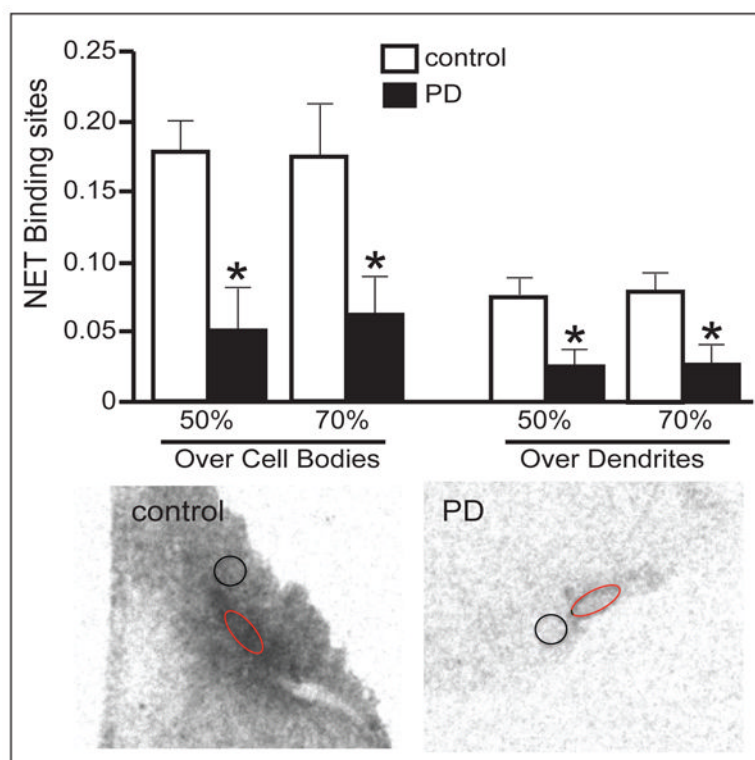 0.25
0.20
0.15
0.10
0.05
0
NET Binding sites
control
PD
*
*
*
*
50%
70%
50%
70%
Over Cell Bodies
Over Dendrites
control
PD